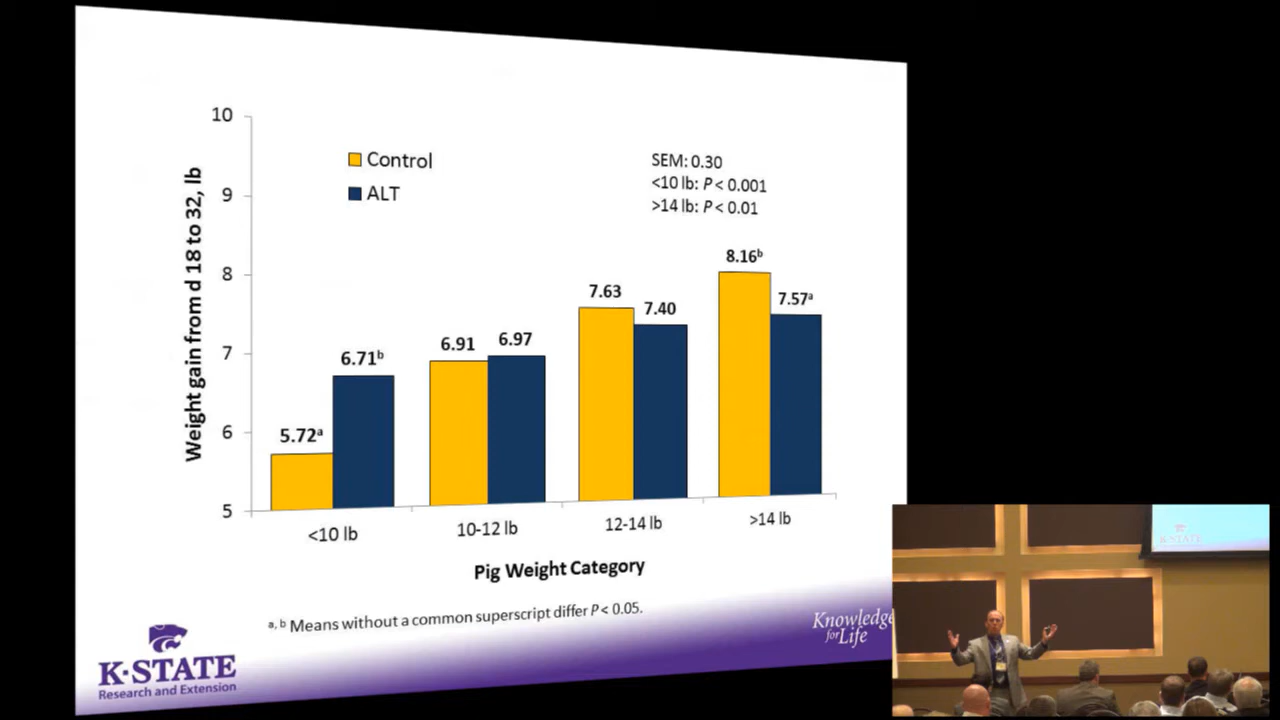 10
9
8
7
6
5
Weight gain from d 18 to 32, lb
Control
ALT
SEM: 0.30
<10 lb: P < 0.001
>14 lb: P < 0.01
5.72ᵃ
6.71ᵇ
6.91
6.97
7.63
7.40
8.16ᵇ
7.57ᵃ
<10 lb
10-12 lb
12-14 lb
>14 lb
Pig Weight Category
ᵃ, ᵇ Means without a common superscript differ P < 0.05.
K-STATE
Research and Extension
Knowledge
for Life
K-STATE